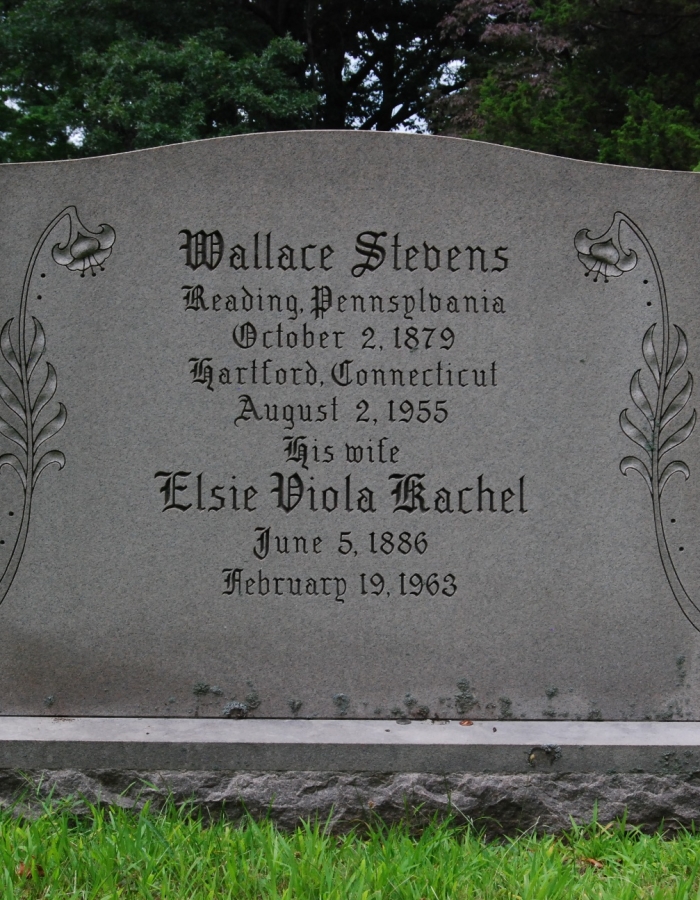 Wallace Stevens
Reading, Pennsylvania
October 2, 1879
Hartford, Connecticut
August 2, 1955
His wife
Elsie Viola Kachel
June 5, 1886
February 19, 1963